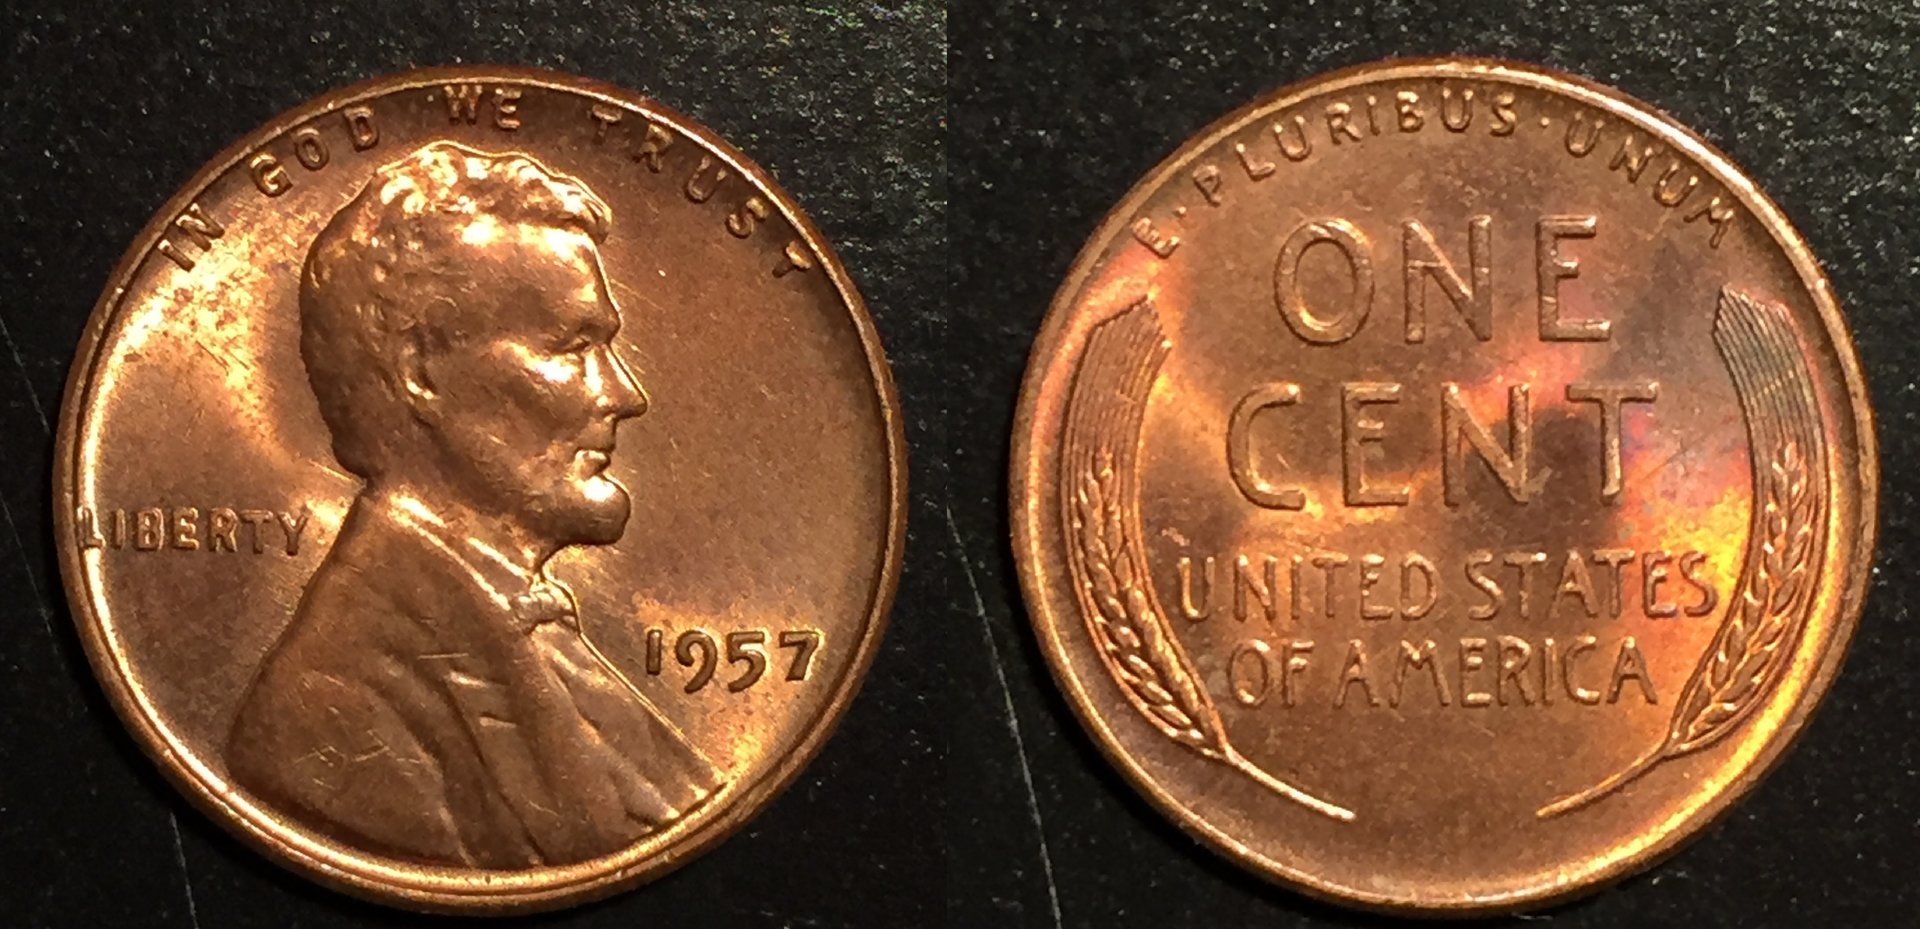 IN GOD WE TRUST
LIBERTY
1957
E·PLURIBUS·UNUM
ONE
CENT
UNITED STATES
OF AMERICA